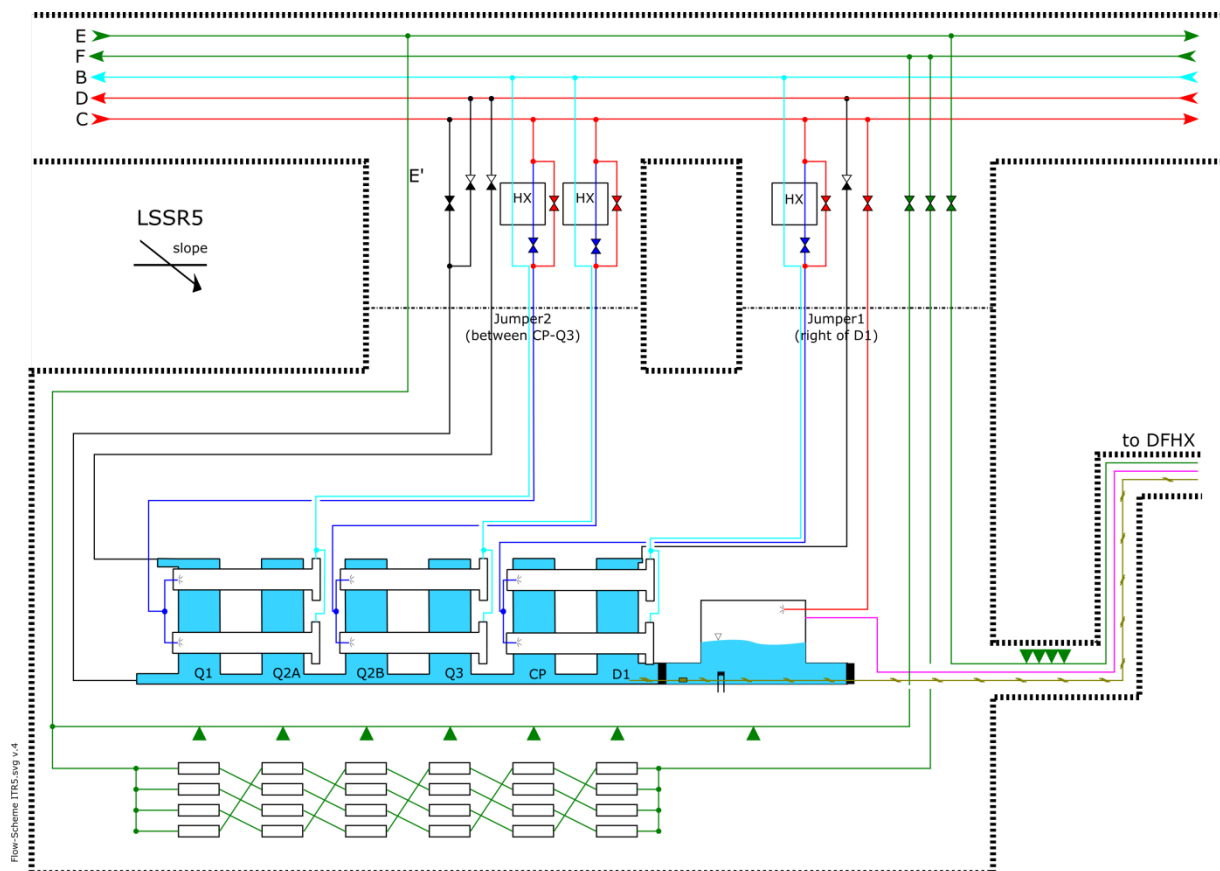 E
F
B
D
C
E'
LSSR5
slope
HX
HX
HX
Jumper2
(between CP-Q3)
Jumper1
(right of D1)
to DFHX
Q1
Q2A
Q2B
Q3
CP
D1
Flow-Scheme ITR5.svg v.4